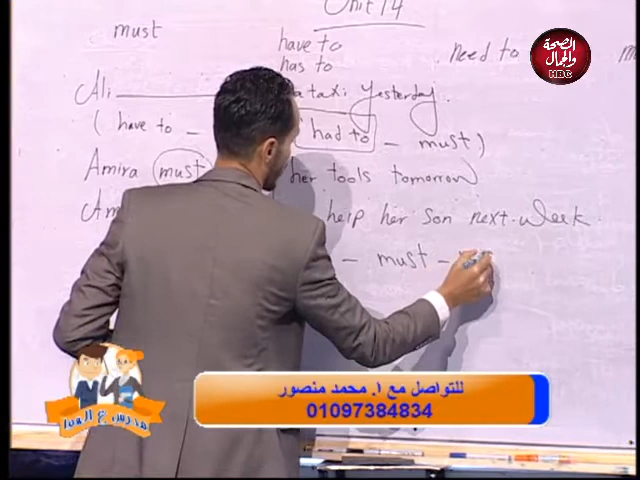 Unit 14
must have to need to
has to
الصحة والجمال
HBC
Ali a taxi yesterday.
( have to _ had to _ must )
Amira must her tools tomorrow
help her son next week.
_ must _
للتواصل مع ا. محمد منصور
01097384834
مدرس ع الهوا